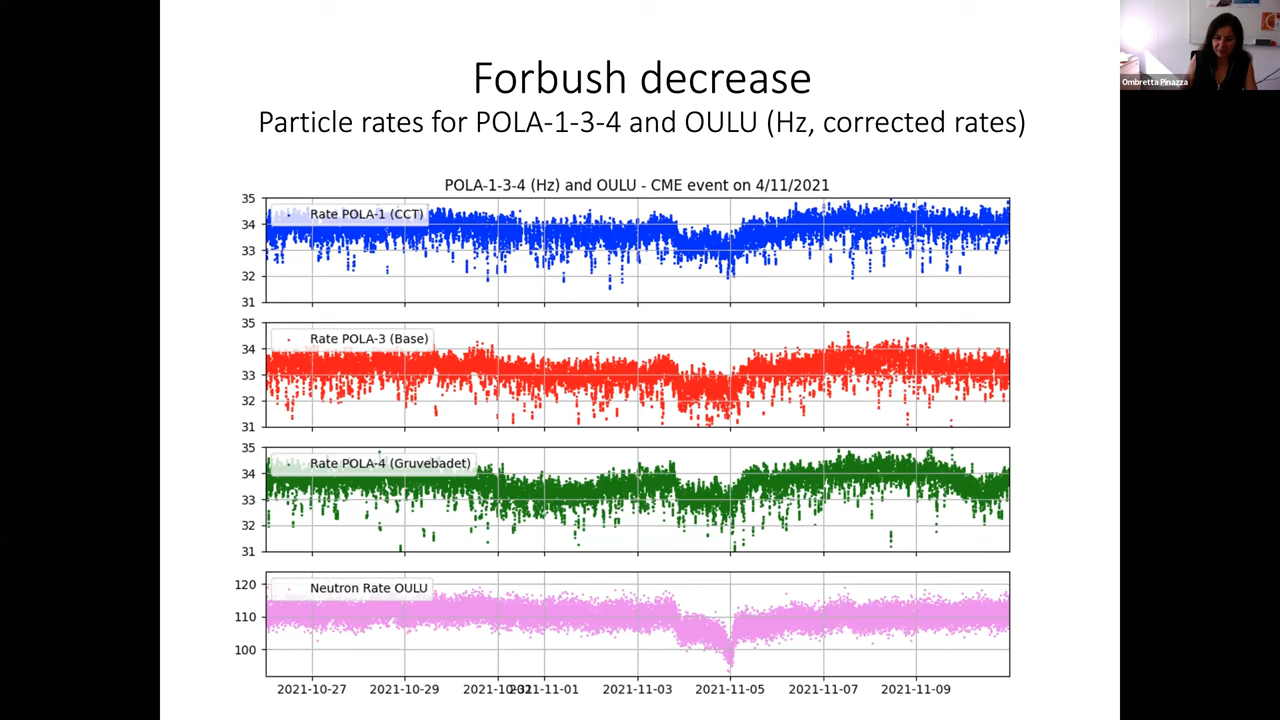 Forbush decrease
Particle rates for POLA-1-3-4 and OULU (Hz, corrected rates)
Ombretta Pinazza
POLA-1-3-4 (Hz) and OULU - CME event on 4/11/2021
35
Rate POLA-1 (CCT)
34
33
32
31
35
Rate POLA-3 (Base)
34
33
32
31
35
Rate POLA-4 (Gruvebadet)
34
33
32
31
120
Neutron Rate OULU
110
100
2021-10-27 2021-10-29 2021-10-31 2021-11-01 2021-11-03 2021-11-05 2021-11-07 2021-11-09